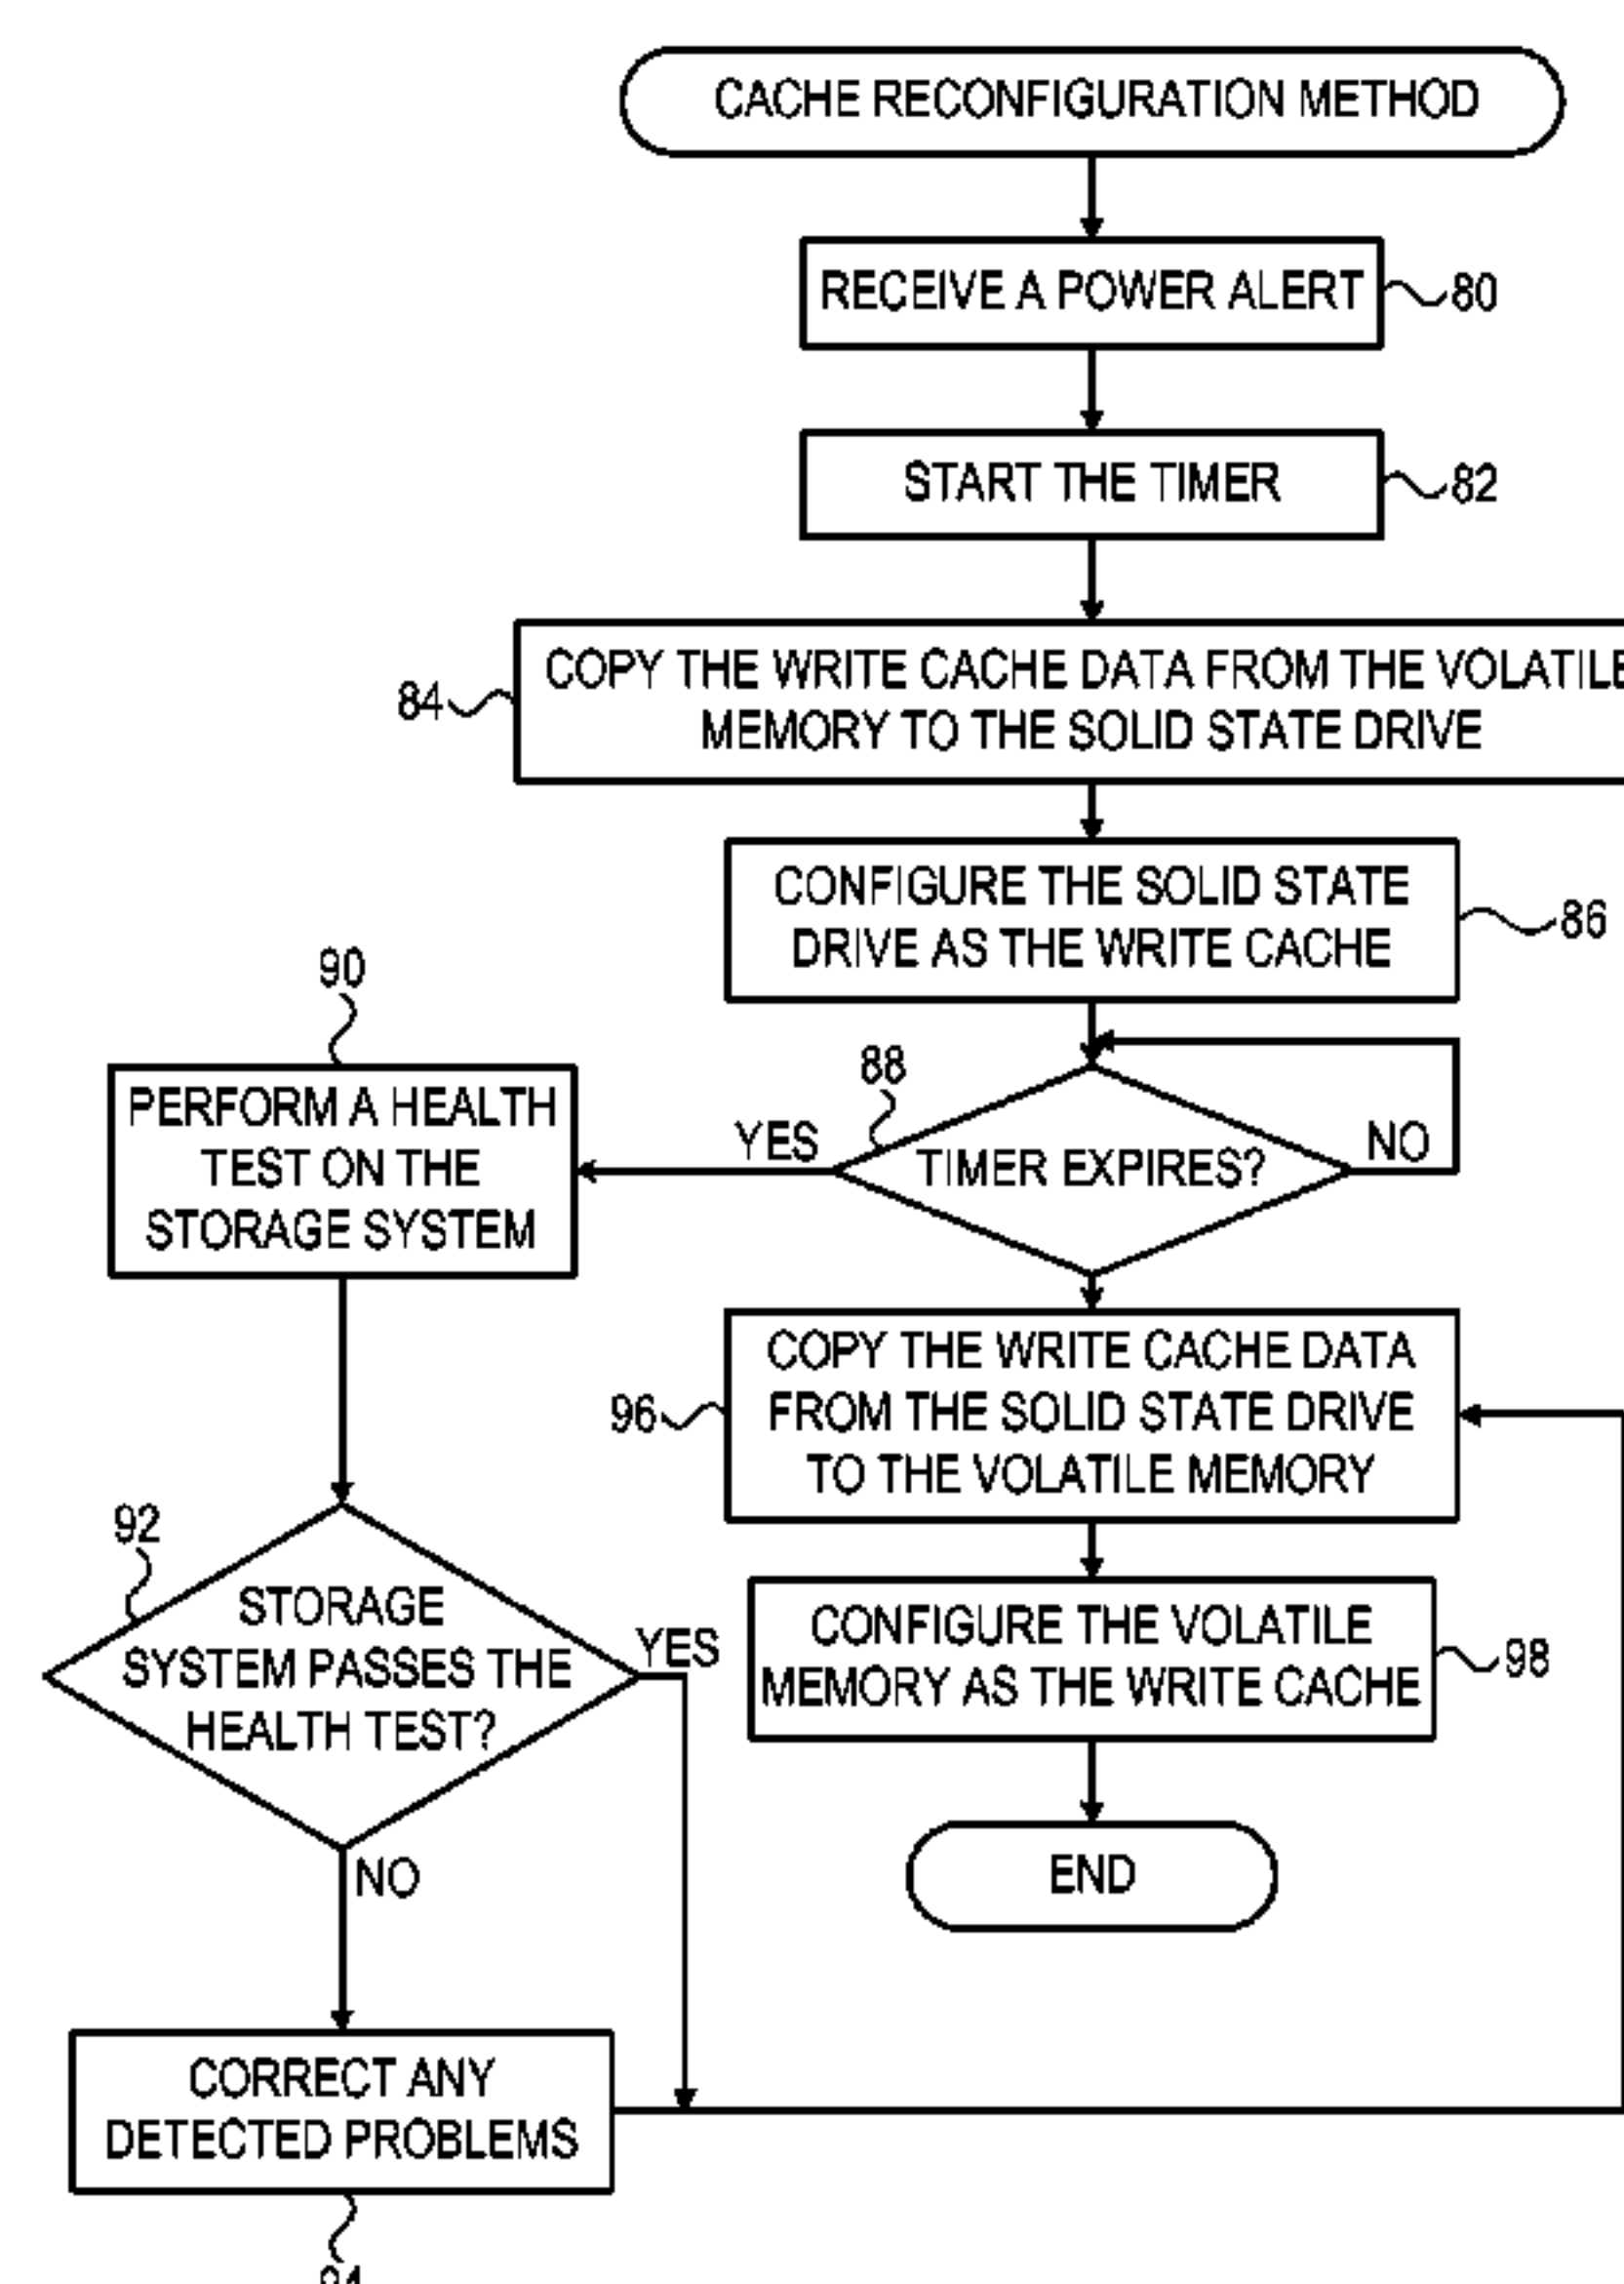 CACHE RECONFIGURATION METHOD
RECEIVE A POWER ALERT
80
START THE TIMER
82
COPY THE WRITE CACHE DATA FROM THE VOLATILE
MEMORY TO THE SOLID STATE DRIVE
84
CONFIGURE THE SOLID STATE
DRIVE AS THE WRITE CACHE
86
88
TIMER EXPIRES?
YES
NO
90
PERFORM A HEALTH
TEST ON THE
STORAGE SYSTEM
COPY THE WRITE CACHE DATA
FROM THE SOLID STATE DRIVE
TO THE VOLATILE MEMORY
96
92
STORAGE
SYSTEM PASSES THE
HEALTH TEST?
YES
NO
CONFIGURE THE VOLATILE
MEMORY AS THE WRITE CACHE
98
END
CORRECT ANY
DETECTED PROBLEMS